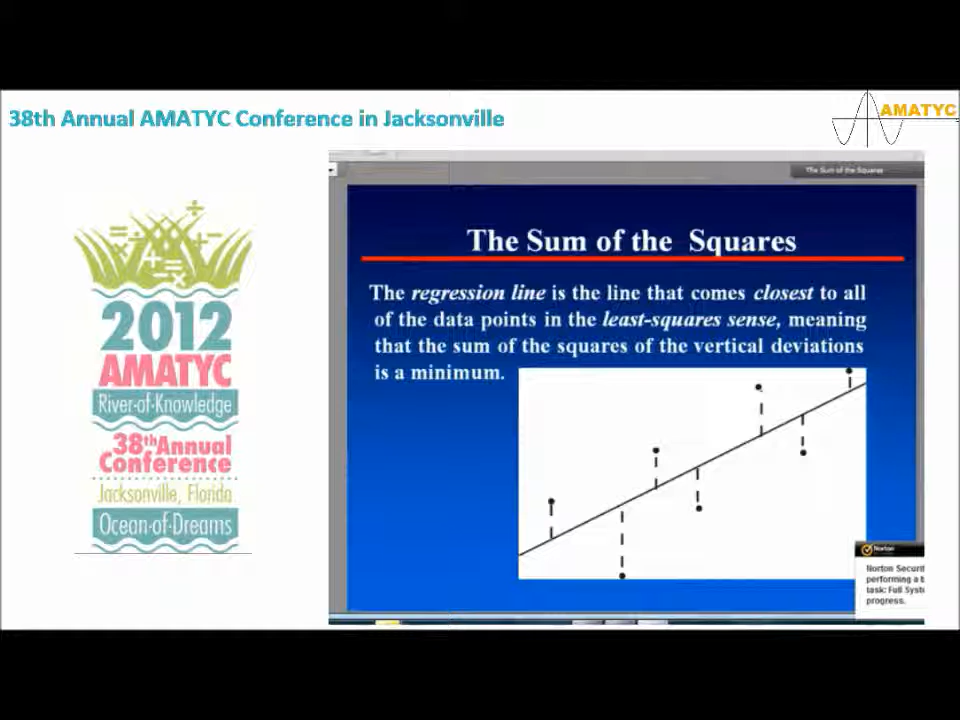 38th Annual AMATYC Conference in Jacksonville
AMATYC
The Sum of the Squares
The Sum of the Squares
The regression line is the line that comes closest to all
of the data points in the least-squares sense, meaning
that the sum of the squares of the vertical deviations
is a minimum.
2012
AMATYC
River-of-Knowledge
38th Annual
Conference
Jacksonville, Florida
Ocean-of-Dreams
Norton
Norton Securit
performing a b
task: Full Syst
progress.